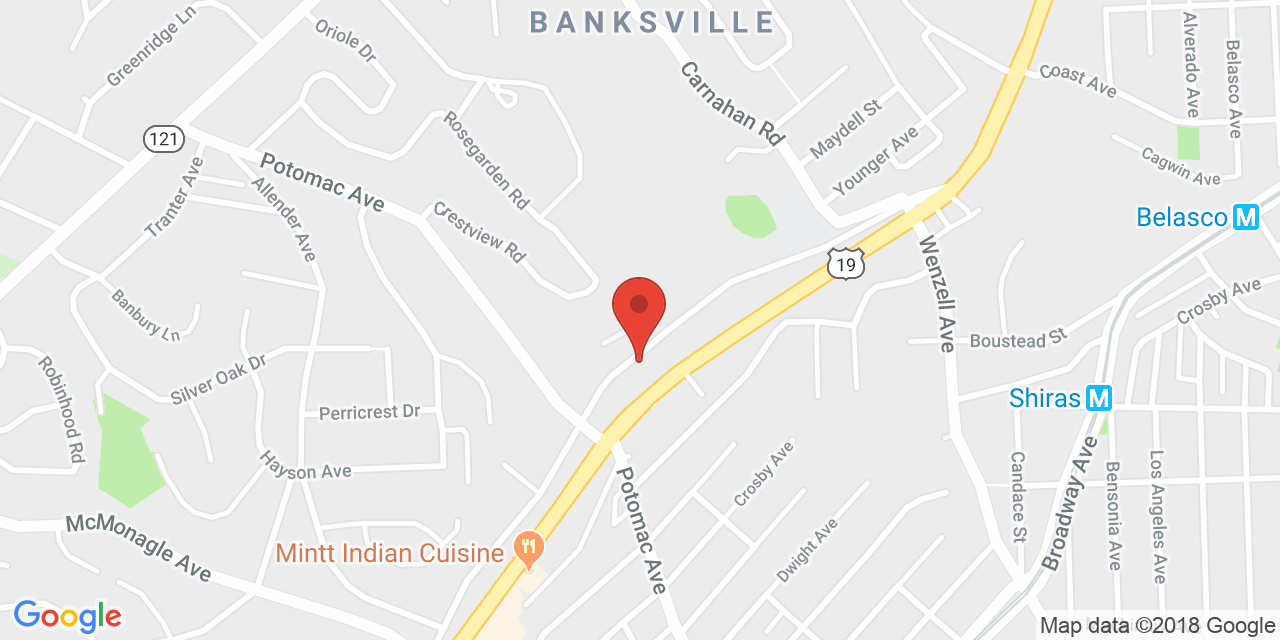 BANKSVILLE
Greenridge Ln
Oriole Dr
Carnahan Rd
Coast Ave
Alverado Ave
Belasco Ave
121
Rosegarden Rd
Maydell St
Younger Ave
Cagwin Ave
Potomac Ave
Tranter Ave
Allender Ave
Crestview Rd
Belasco M
19
Wenzell Ave
Banbury Ln
Crosby Ave
Boustead St
Robinhood Rd
Silver Oak Dr
Perricrest Dr
Shiras M
Hayson Ave
Potomac Ave
Crosby Ave
Candace St
Broadway Ave
Bensonia Ave
Los Angeles Ave
McMonagle Ave
Mintt Indian Cuisine
Dwight Ave
Google
Map data ©2018 Google